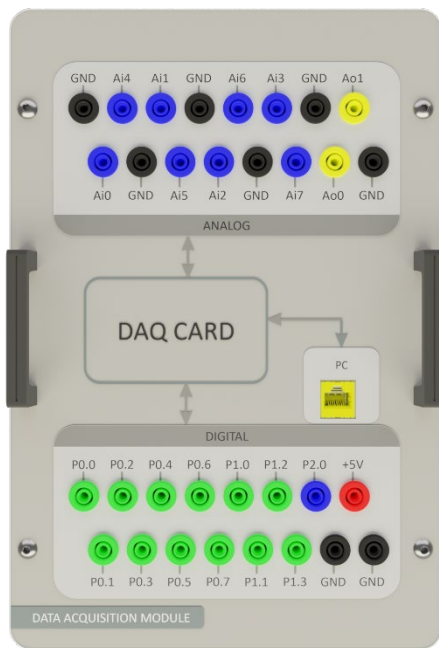 GND Ai4 Ai1 GND Ai6 Ai3 GND Ao1
Ai0 GND Ai5 Ai2 GND Ai7 Ao0 GND
ANALOG
DAQ CARD
PC
DIGITAL
P0.0 P0.2 P0.4 P0.6 P1.0 P1.2 P2.0 +5V
P0.1 P0.3 P0.5 P0.7 P1.1 P1.3 GND GND
DATA ACQUISITION MODULE